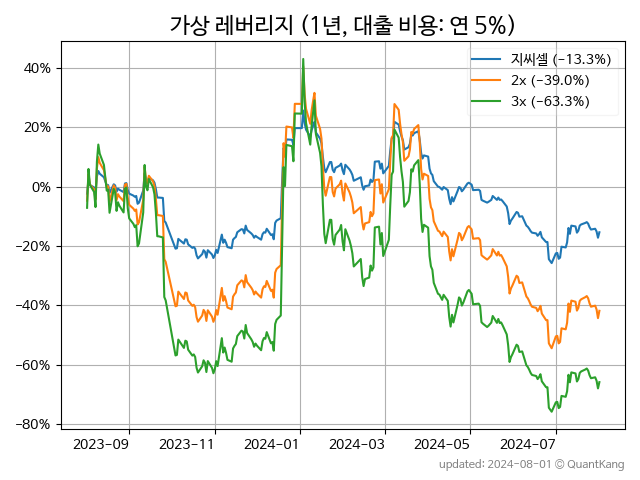 가상 레버리지 (1년, 대출 비용: 연 5%)
지씨셀 (−13.3%)
2x (−39.0%)
3x (−63.3%)
40%
20%
0%
−20%
−40%
−60%
−80%
2023-09
2023-11
2024-01
2024-03
2024-05
2024-07
updated: 2024-08-01 © QuantKang